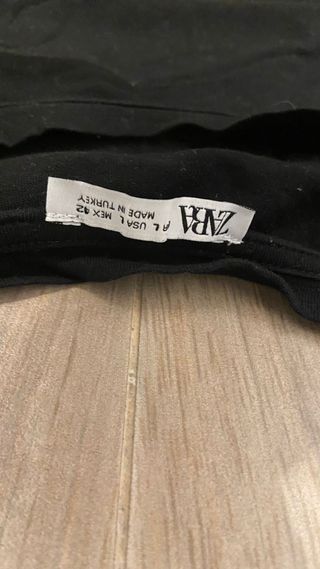 ZARA
A L USA L MEX 42
MADE IN TURKEY